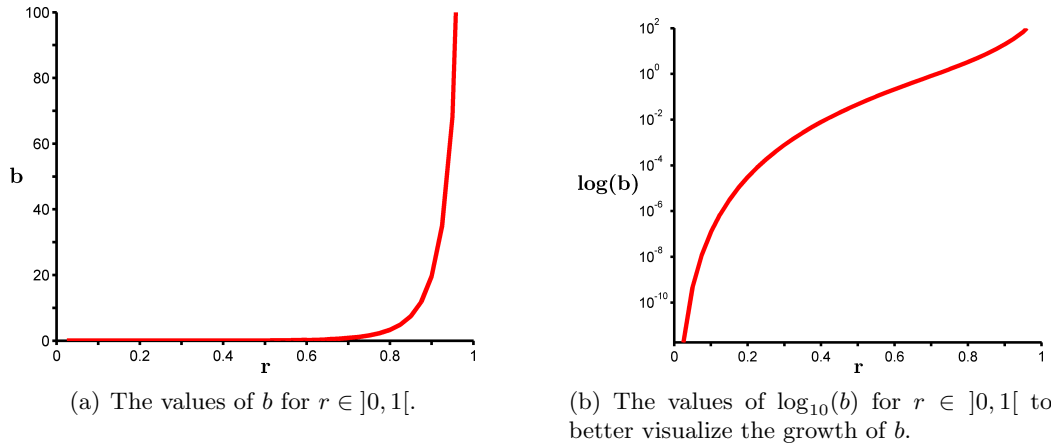 100
80
60
b
40
20
0
0 0.2 0.4 0.6 0.8 1
r
(a) The values of b for r ∈ ]0, 1[.
10^2
10^0
10^-2
10^-4
log(b)
10^-6
10^-8
10^-10
0 0.2 0.4 0.6 0.8 1
r
(b) The values of log₁₀(b) for r ∈ ]0, 1[ to
better visualize the growth of b.